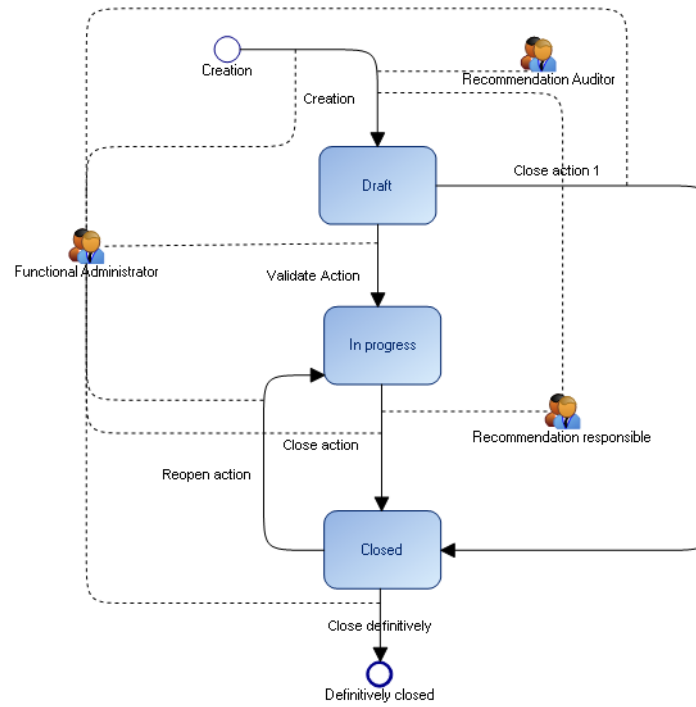 Creation
Recommendation Auditor
Creation
Close action 1
Draft
Functional Administrator
Validate Action
In progress
Recommendation responsible
Close action
Reopen action
Closed
Close definitively
Definitively closed